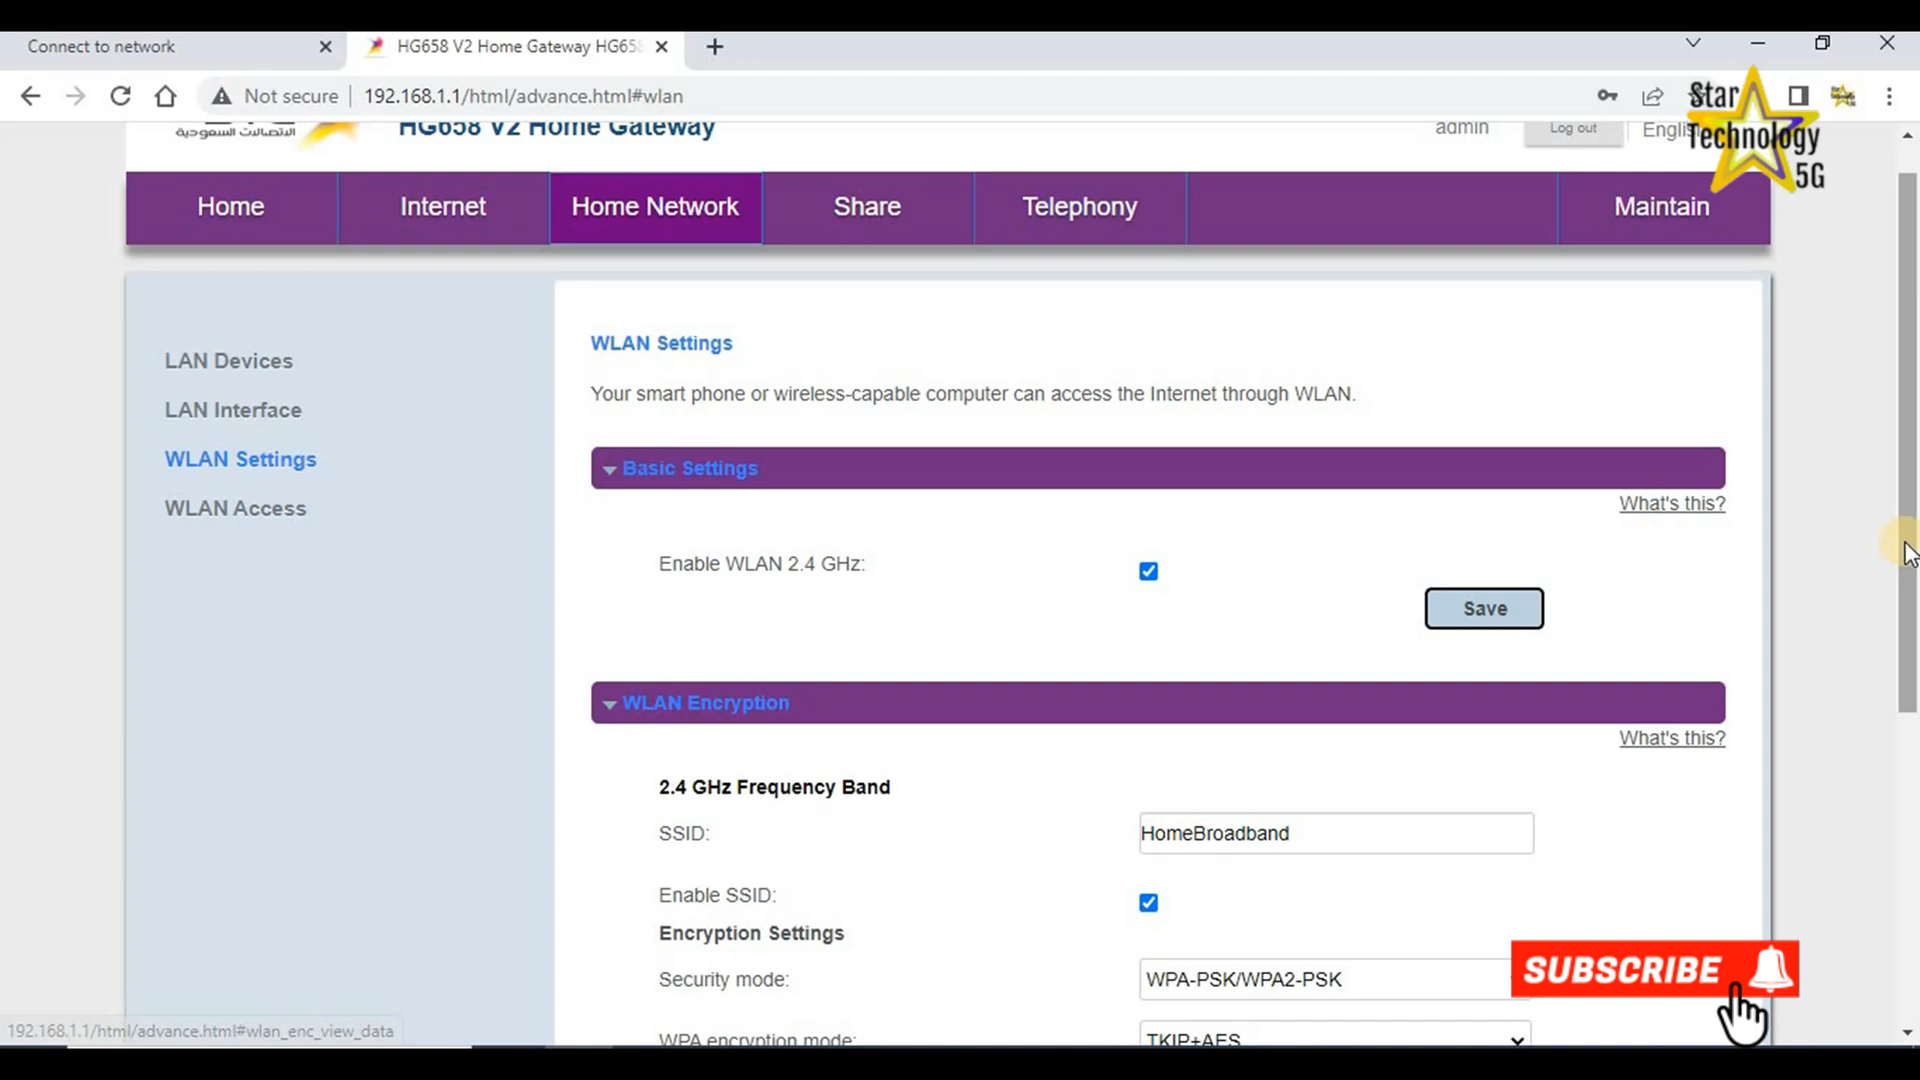 Connect to network
HG658 V2 Home Gateway HG658
Not secure
192.168.1.1/html/advance.html#wlan
Star
Technology
5G
الاتصالات السعودية
HG658 V2 Home Gateway
admin
Log out
English
Home
Internet
Home Network
Share
Telephony
Maintain
LAN Devices
LAN Interface
WLAN Settings
WLAN Access
WLAN Settings
Your smart phone or wireless-capable computer can access the Internet through WLAN.
Basic Settings
What's this?
Enable WLAN 2.4 GHz:
Save
WLAN Encryption
What's this?
2.4 GHz Frequency Band
SSID:
HomeBroadband
Enable SSID:
Encryption Settings
Security mode:
WPA-PSK/WPA2-PSK
SUBSCRIBE
WPA encryption mode:
TKIP+AES
192.168.1.1/html/advance.html#wlan_enc_view_data